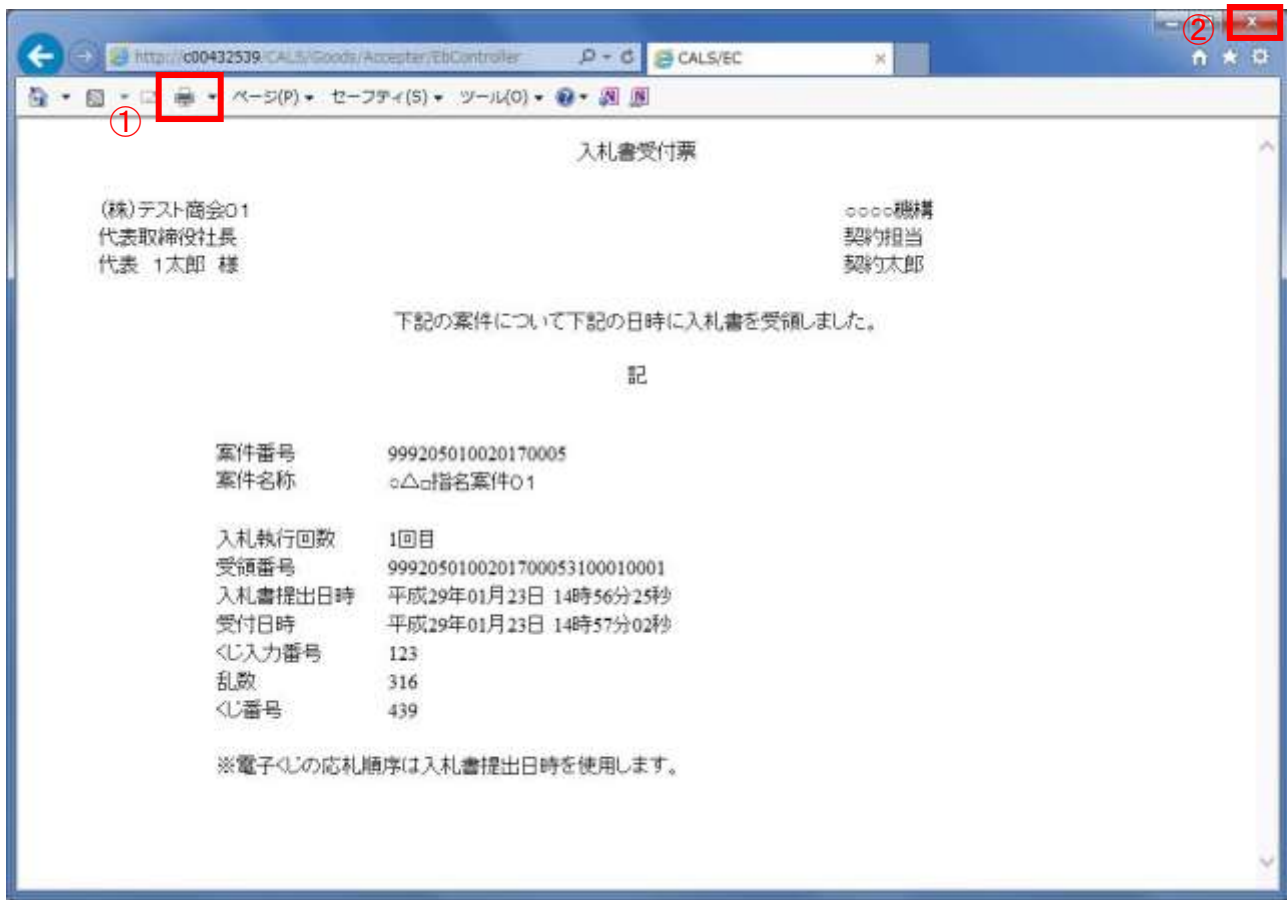 ②
http://c00432539/CALS/Goods/Accepter/EbController
CALS/EC
ページ(P) セーフティ(S) ツール(O)
①
入札書受付票
(株)テスト商会01
代表取締役社長
代表 1太郎 様
○○○○機構
契約担当
契約太郎
下記の案件について下記の日時に入札書を受領しました。
記
案件番号 999205010020170005
案件名称 ○△□指名案件01
入札執行回数 1回目
受領番号 9992050100201700053100010001
入札書提出日時 平成29年01月23日 14時56分25秒
受付日時 平成29年01月23日 14時57分02秒
くじ入力番号 123
乱数 316
くじ番号 439
※電子くじの応札順序は入札書提出日時を使用します。